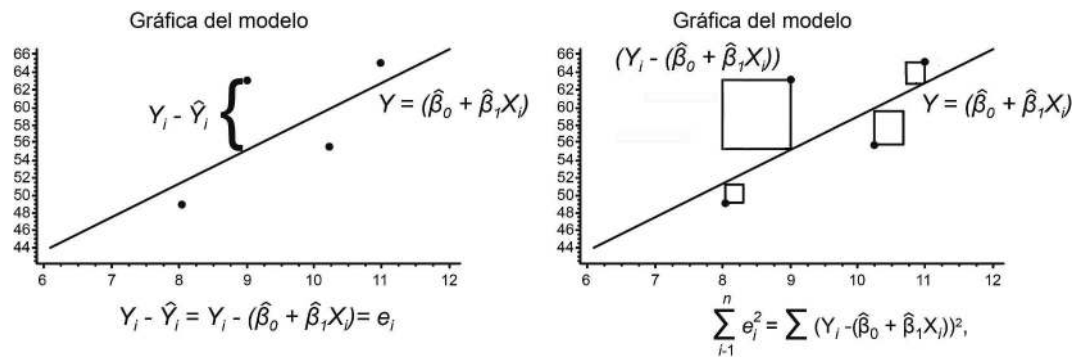 Gráfica del modelo
66
64
62
60
58
56
54
52
50
48
46
44
6 7 8 9 10 11 12
Y_i - Ŷ_i
Y = (β̂_0 + β̂_1X_i)
Y_i - Ŷ_i = Y_i - (β̂_0 + β̂_1X_i)= e_i
Gráfica del modelo
66
64
62
60
58
56
54
52
50
48
46
44
6 7 8 9 10 11 12
(Y_i - (β̂_0 + β̂_1X_i))
Y = (β̂_0 + β̂_1X_i)
n
∑ e_i^2 = ∑ (Y_i -(β̂_0 + β̂_1X_i))²,
i-1